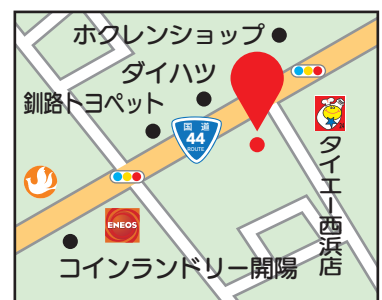 ホクレンショップ
ダイハツ
釧路トヨペット
国道
44
ROUTE
タイエー西浜店
ENEOS
コインランドリー開陽